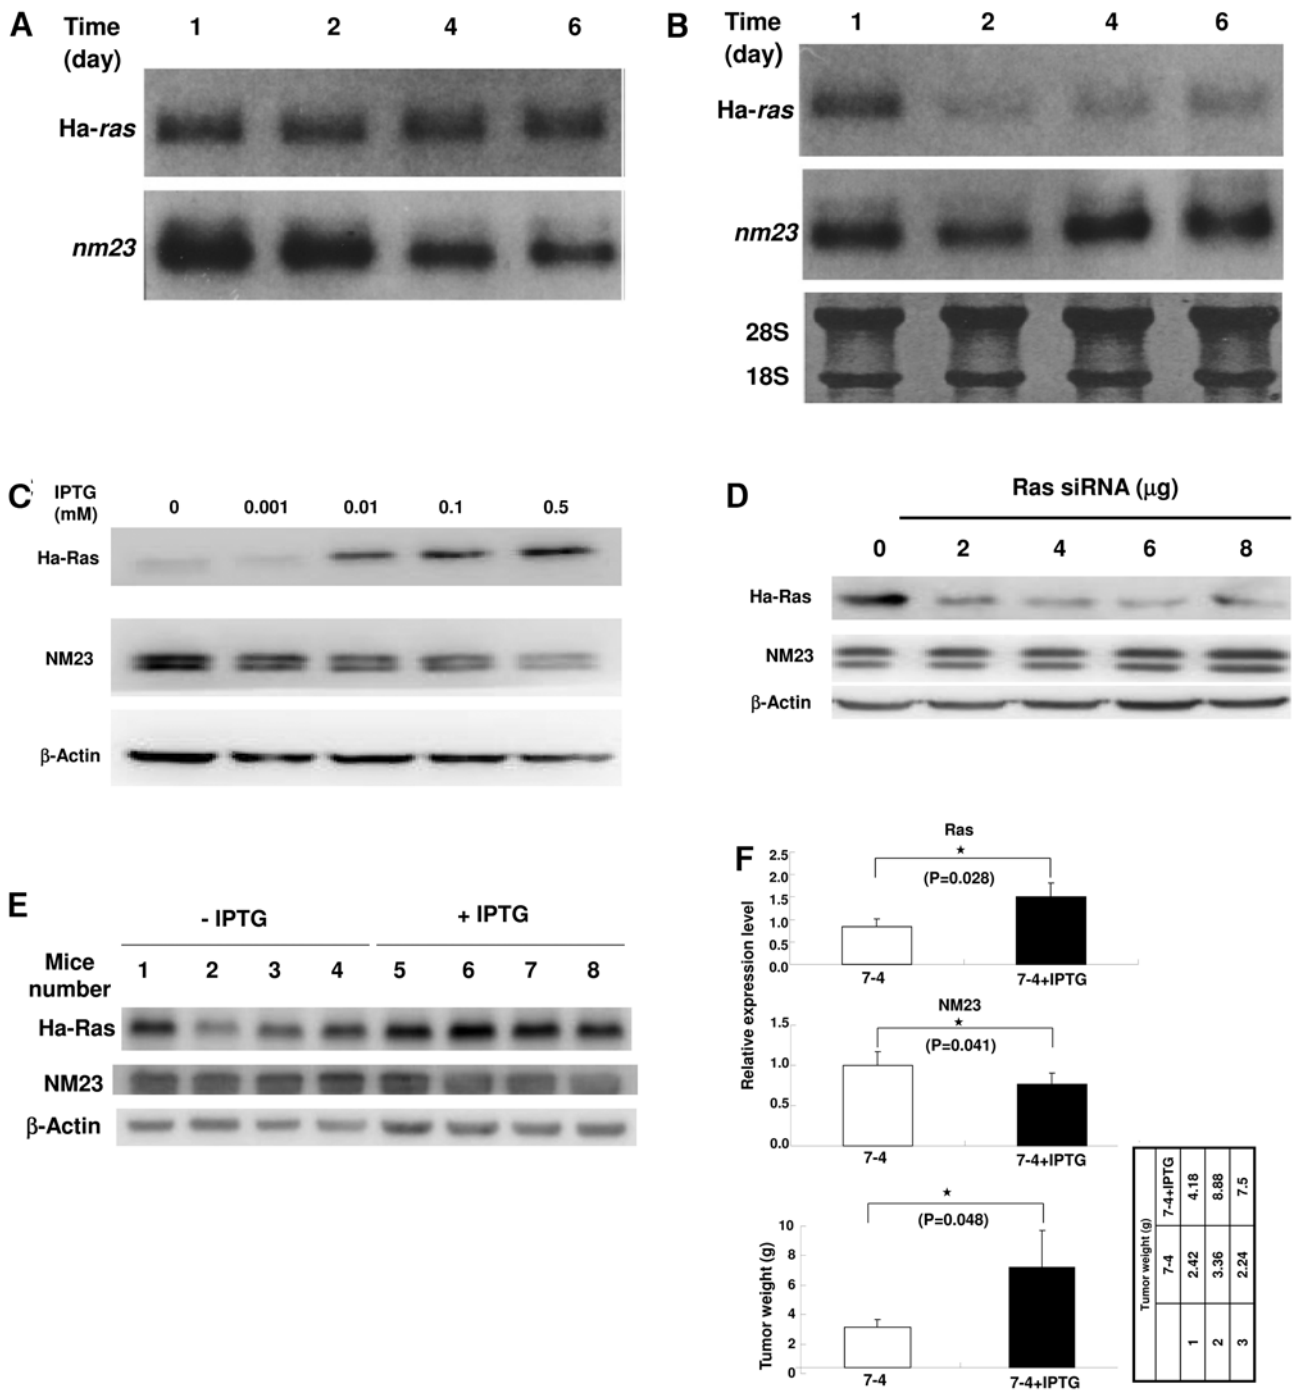 A
Time
(day)
1 2 4 6
Ha-ras
nm23
B
Time
(day)
1 2 4 6
Ha-ras
nm23
28S
18S
C
IPTG
(mM)
0 0.001 0.01 0.1 0.5
Ha-Ras
NM23
β-Actin
D
Ras siRNA (μg)
0 2 4 6 8
Ha-Ras
NM23
β-Actin
E
- IPTG + IPTG
Mice
number
1 2 3 4 5 6 7 8
Ha-Ras
NM23
β-Actin
F
Relative expression level
Ras
★
(P=0.028)
2.5
2.0
1.5
1.0
0.5
0.0
7-4 7-4+IPTG
NM23
★
(P=0.041)
1.5
1.0
0.5
0.0
7-4 7-4+IPTG
Tumor weight (g)
★
(P=0.048)
10
8
6
4
2
0
7-4 7-4+IPTG
Tumor weight (g)
7-4 7-4+IPTG
1 2.42 4.18
2 3.36 8.88
3 2.24 7.5